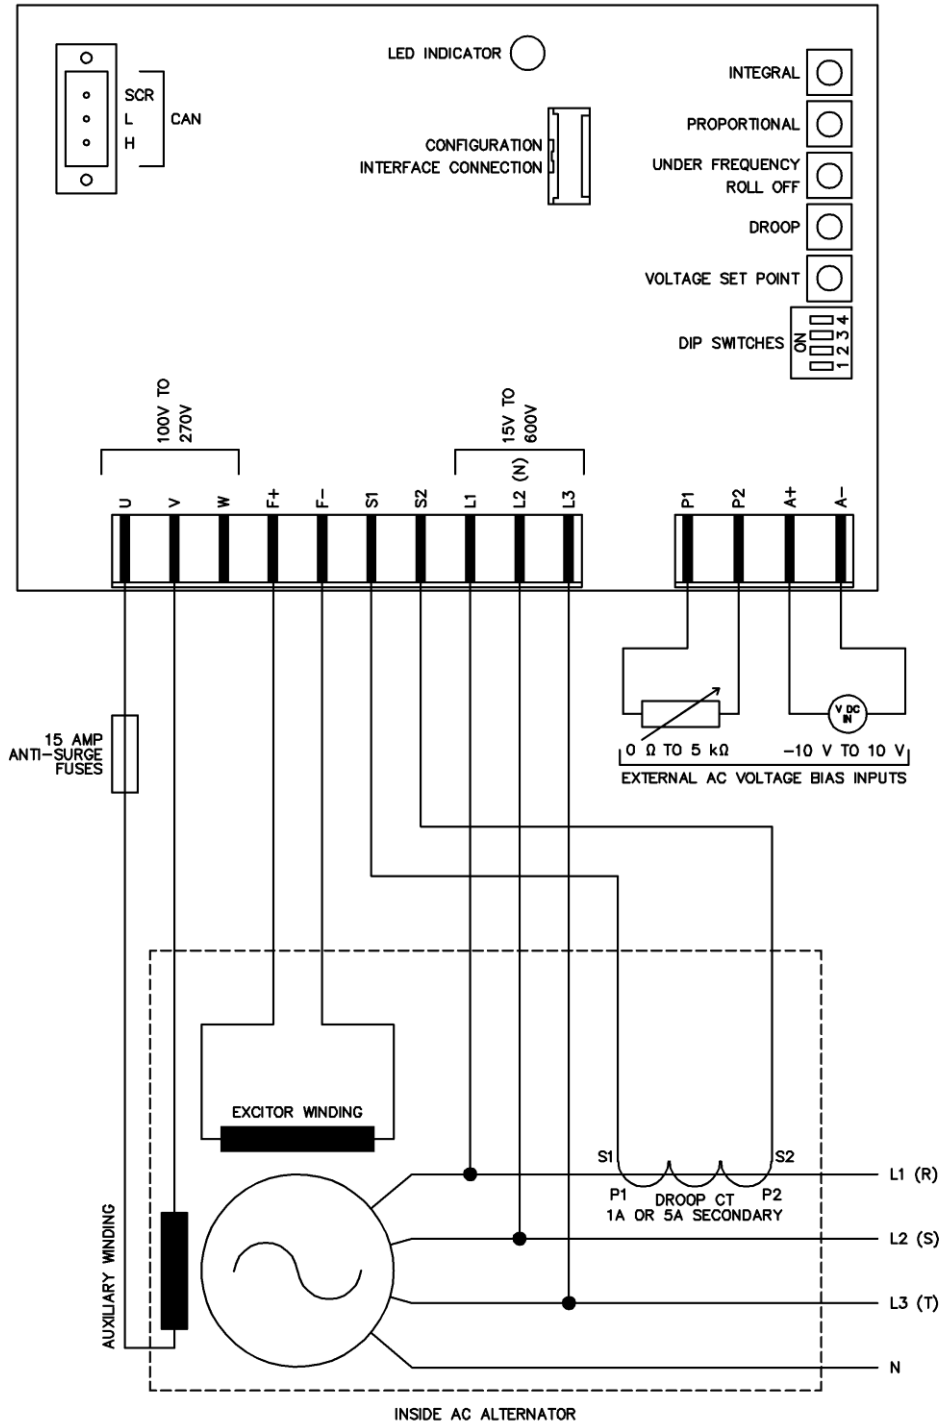 LED INDICATOR
SCR
L
H
CAN
CONFIGURATION
INTERFACE CONNECTION
INTEGRAL
PROPORTIONAL
UNDER FREQUENCY
ROLL OFF
DROOP
VOLTAGE SET POINT
DIP SWITCHES
ON
1 2 3 4
100V TO
270V
15V TO
600V
U
V
W
F+
F-
S1
S2
L1
L2 (N)
L3
P1
P2
A+
A-
15 AMP
ANTI-SURGE
FUSES
V DC
IN
0 Ω TO 5 kΩ
-10 V TO 10 V
EXTERNAL AC VOLTAGE BIAS INPUTS
EXCITOR WINDING
AUXILIARY WINDING
S1
S2
P1
P2
DROOP CT
1A OR 5A SECONDARY
L1 (R)
L2 (S)
L3 (T)
N
INSIDE AC ALTERNATOR